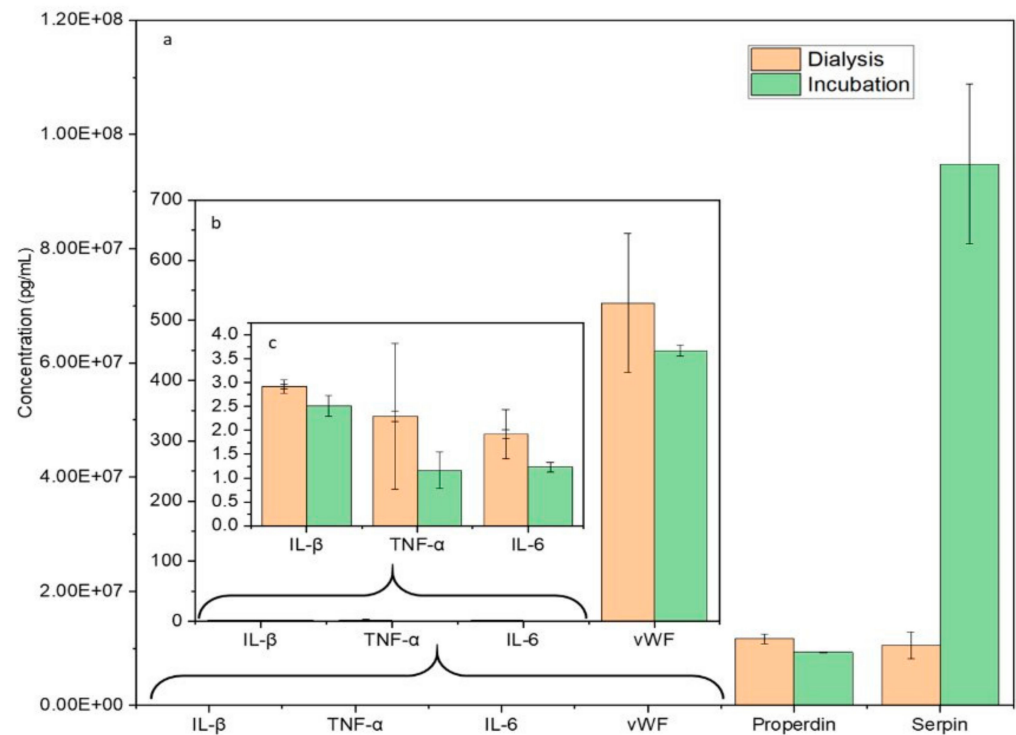 1.20E+08
a
Dialysis
Incubation
1.00E+08
700
b
8.00E+07
600
Concentration (pg/mL)
500
4.0
c
3.5
6.00E+07
400
3.0
2.5
300
2.0
1.5
4.00E+07
200
1.0
0.5
0.0
IL-β TNF-α IL-6
100
2.00E+07
0
IL-β TNF-α IL-6 vWF
0.00E+00
IL-β TNF-α IL-6 vWF Properdin Serpin